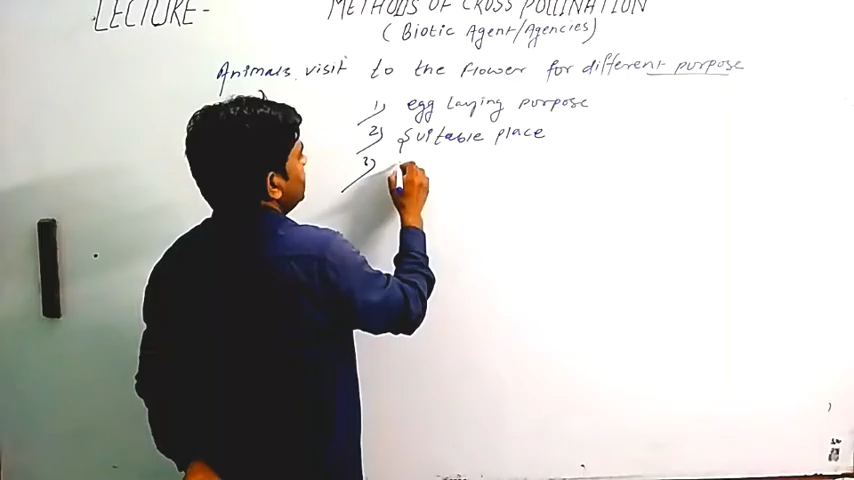 LECTURE- METHODS OF CROSS POLLINATION
(Biotic Agent/Agencies)
Animals visit to the flower for different purpose
1) egg laying purpose
2) Suitable place
3)